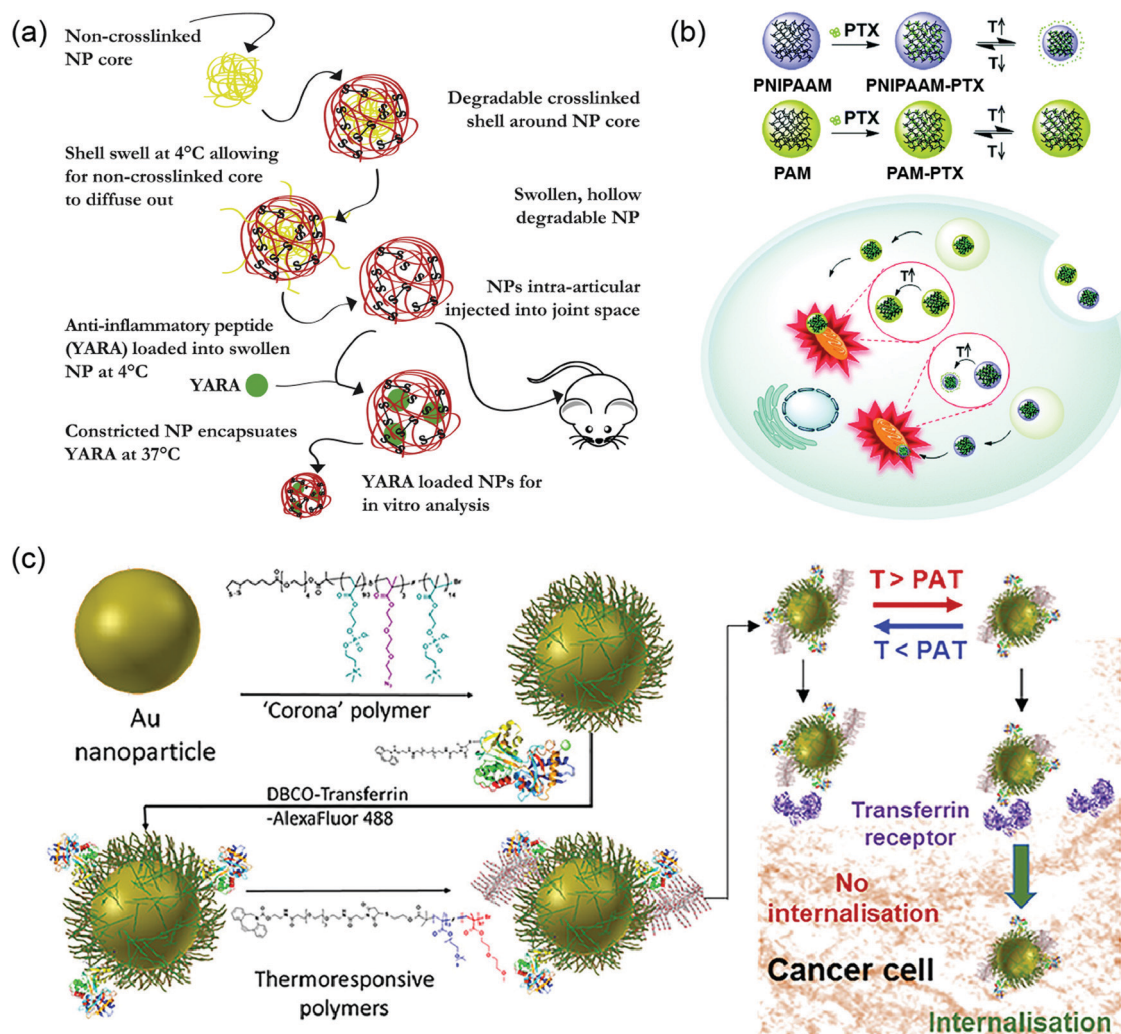 (a)
Non-crosslinked
NP core
Degradable crosslinked
shell around NP core
Shell swell at 4°C allowing
for non-crosslinked core
to diffuse out
Swollen, hollow
degradable NP
NPs intra-articular
injected into joint space
Anti-inflammatory peptide
(YARA) loaded into swollen
NP at 4°C
YARA
Constricted NP encapsuates
YARA at 37°C
YARA loaded NPs for
in vitro analysis
(b)
PTX
T↑
T↓
PNIPAAM
PNIPAAM-PTX
PTX
T↑
T↓
PAM
PAM-PTX
T↑
T↑
(c)
Au
nanoparticle
'Corona' polymer
DBCO-Transferrin
-AlexaFluor 488
Thermoresponsive
polymers
T > PAT
T < PAT
Transferrin
receptor
No
internalisation
Cancer cell
Internalisation